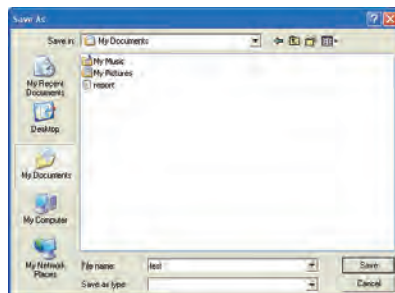 Save As
Save in: My Documents
My Recent
Documents
Desktop
My Documents
My Computer
My Network
Places
My Music
My Pictures
report
File name: test
Save
Save as type:
Cancel